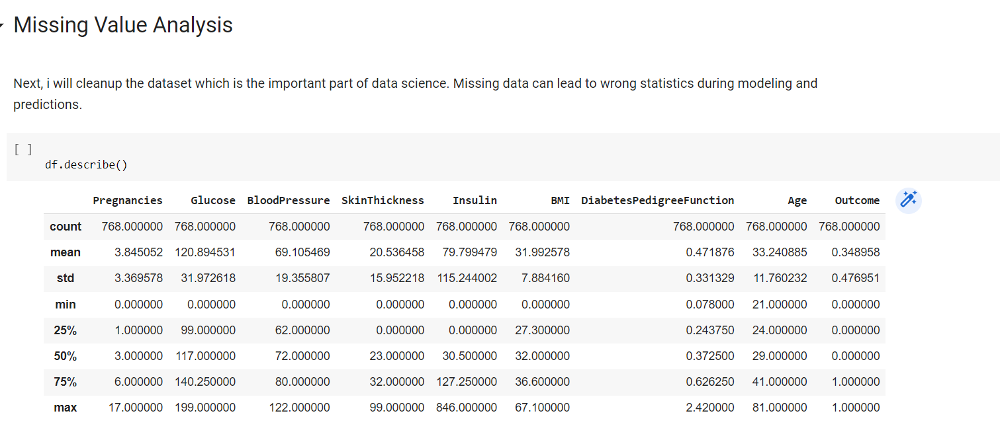 Missing Value Analysis
Next, i will cleanup the dataset which is the important part of data science. Missing data can lead to wrong statistics during modeling and
predictions.
[ ]
df.describe()
Pregnancies Glucose BloodPressure SkinThickness Insulin BMI DiabetesPedigreeFunction Age Outcome
count 768.000000 768.000000 768.000000 768.000000 768.000000 768.000000 768.000000 768.000000 768.000000
mean 3.845052 120.894531 69.105469 20.536458 79.799479 31.992578 0.471876 33.240885 0.348958
std 3.369578 31.972618 19.355807 15.952218 115.244002 7.884160 0.331329 11.760232 0.476951
min 0.000000 0.000000 0.000000 0.000000 0.000000 0.000000 0.078000 21.000000 0.000000
25% 1.000000 99.000000 62.000000 0.000000 0.000000 27.300000 0.243750 24.000000 0.000000
50% 3.000000 117.000000 72.000000 23.000000 30.500000 32.000000 0.372500 29.000000 0.000000
75% 6.000000 140.250000 80.000000 32.000000 127.250000 36.600000 0.626250 41.000000 1.000000
max 17.000000 199.000000 122.000000 99.000000 846.000000 67.100000 2.420000 81.000000 1.000000